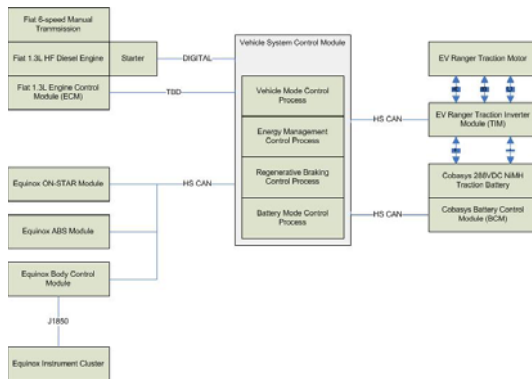 Fiat 6-speed Manual
Tranmsission
Fiat 1.3L HF Diesel Engine
Starter
DIGITAL
Fiat 1.3L Engine Control
Module (ECM)
TBD
Equinox ON-STAR Module
HS CAN
Equinox ABS Module
Equinox Body Control
Module
J1850
Equinox Instrument Cluster
Vehicle System Control Module
Vehicle Mode Control
Process
Energy Management
Control Process
Regenerative Braking
Control Process
Battery Mode Control
Process
EV Ranger Traction Motor
HS CAN
EV Ranger Traction Inverter
Module (TIM)
Cobasys 288VDC NiMH
Traction Battery
HS CAN
Cobasys Battery Control
Module (BCM)